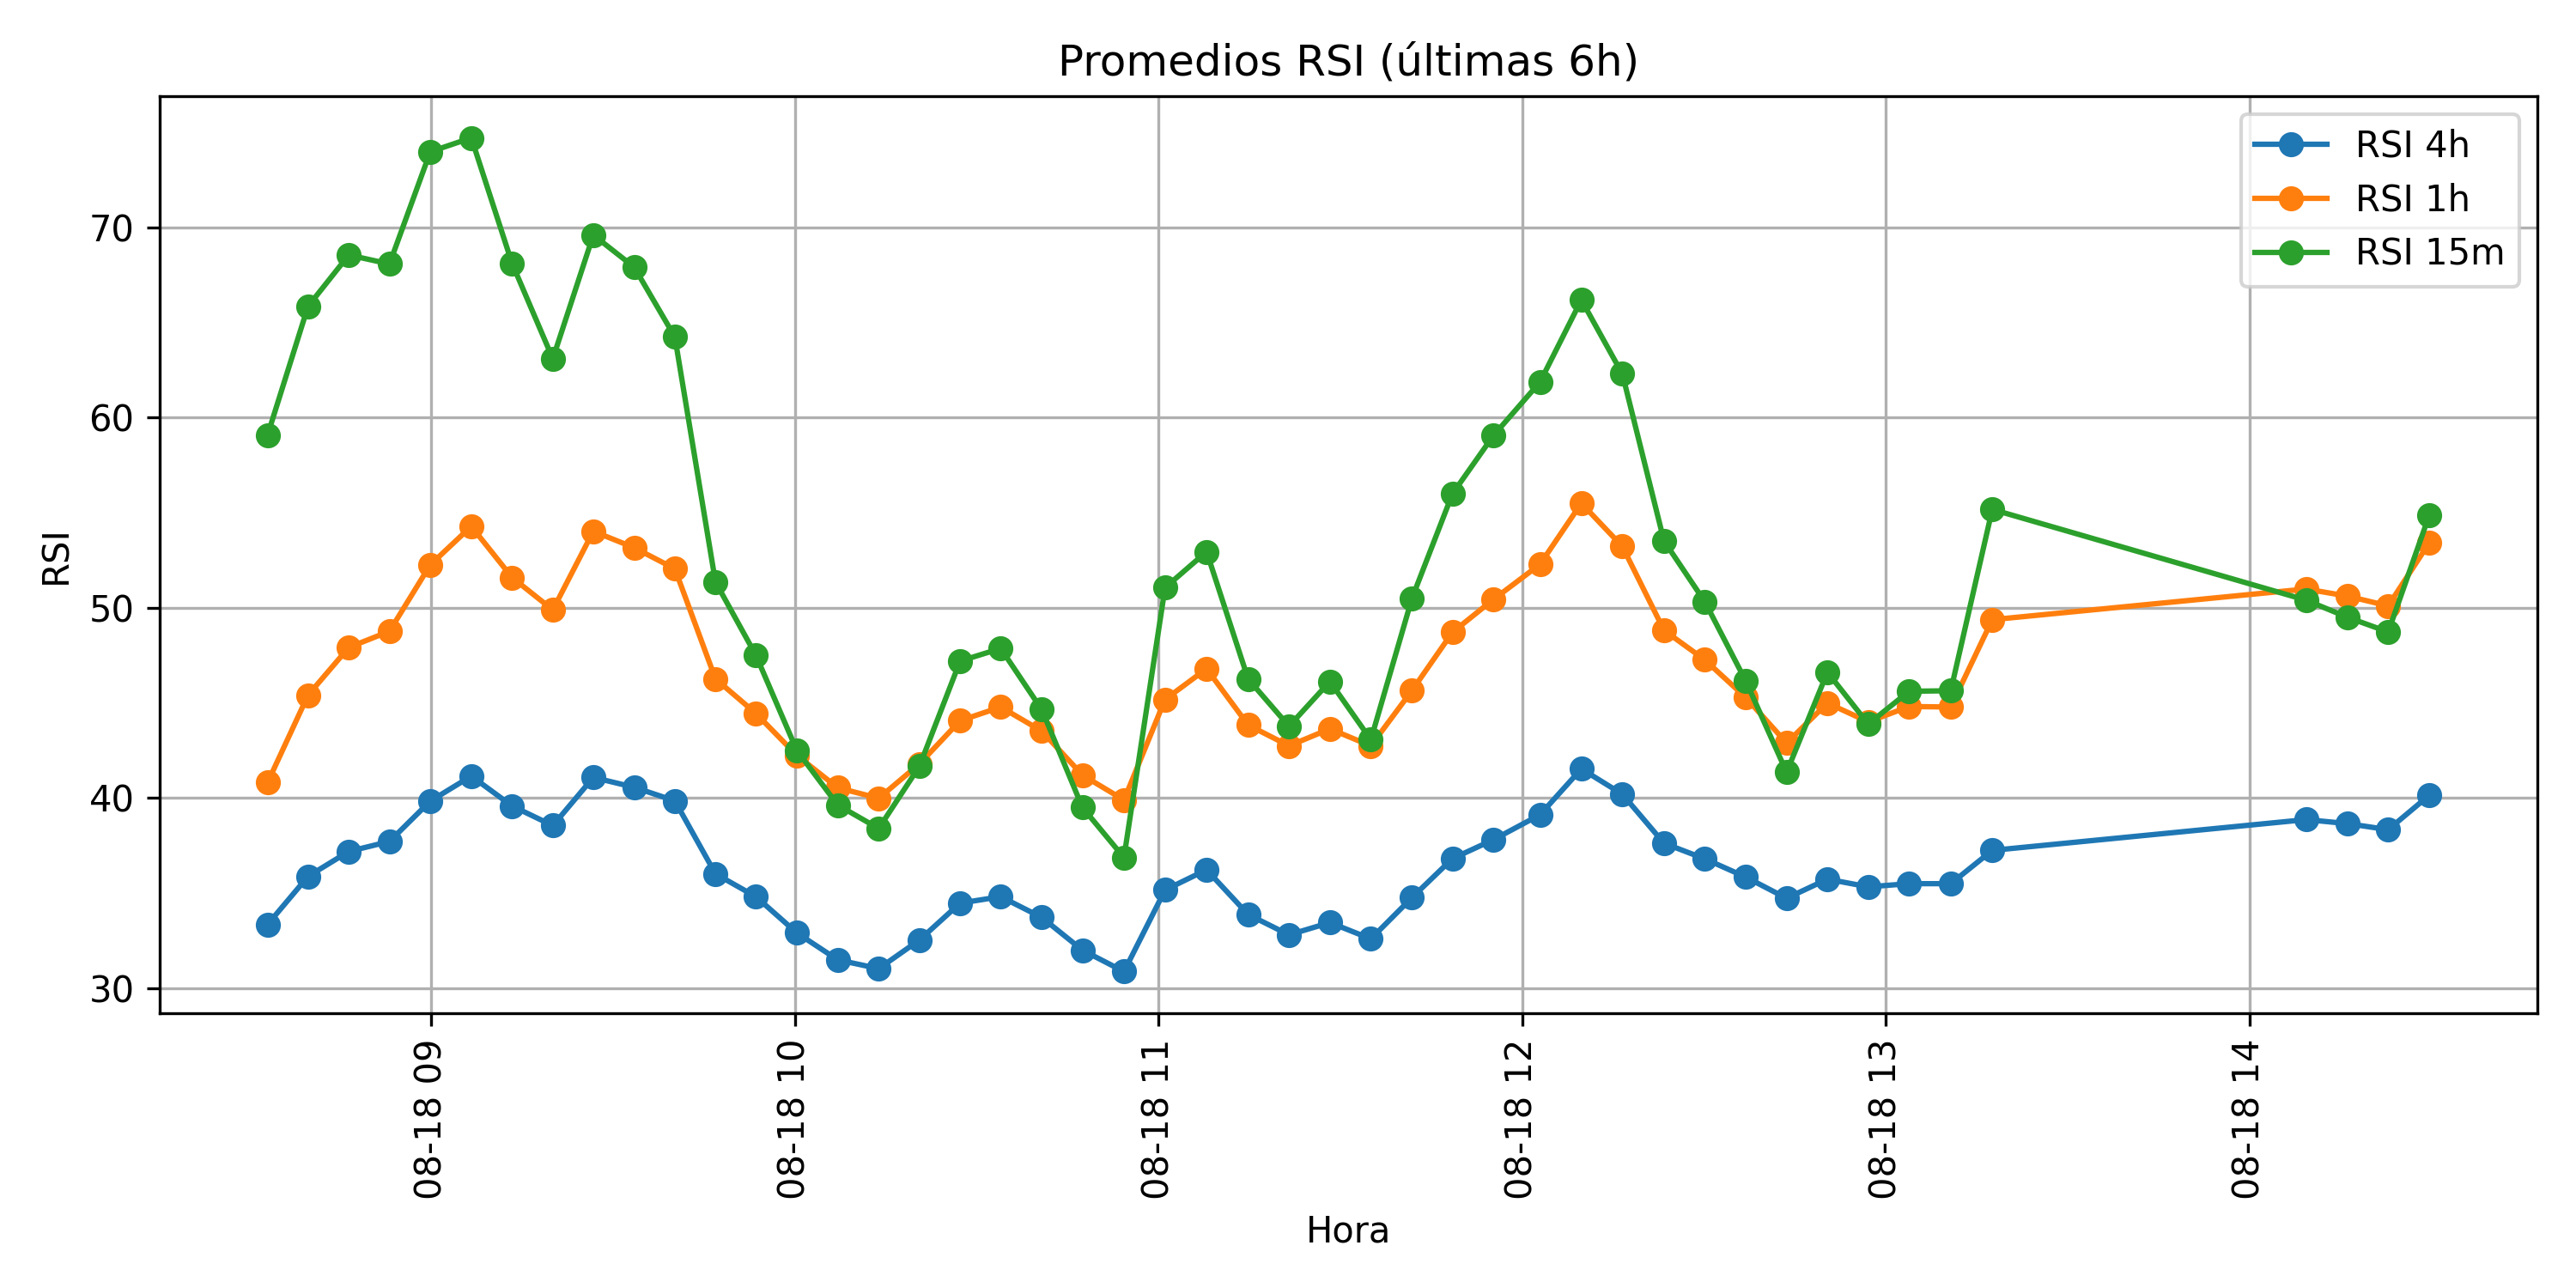 Promedios RSI (últimas 6h)
RSI 4h
RSI 1h
RSI 15m
RSI
70
60
50
40
30
08-18 09
08-18 10
08-18 11
08-18 12
08-18 13
08-18 14
Hora